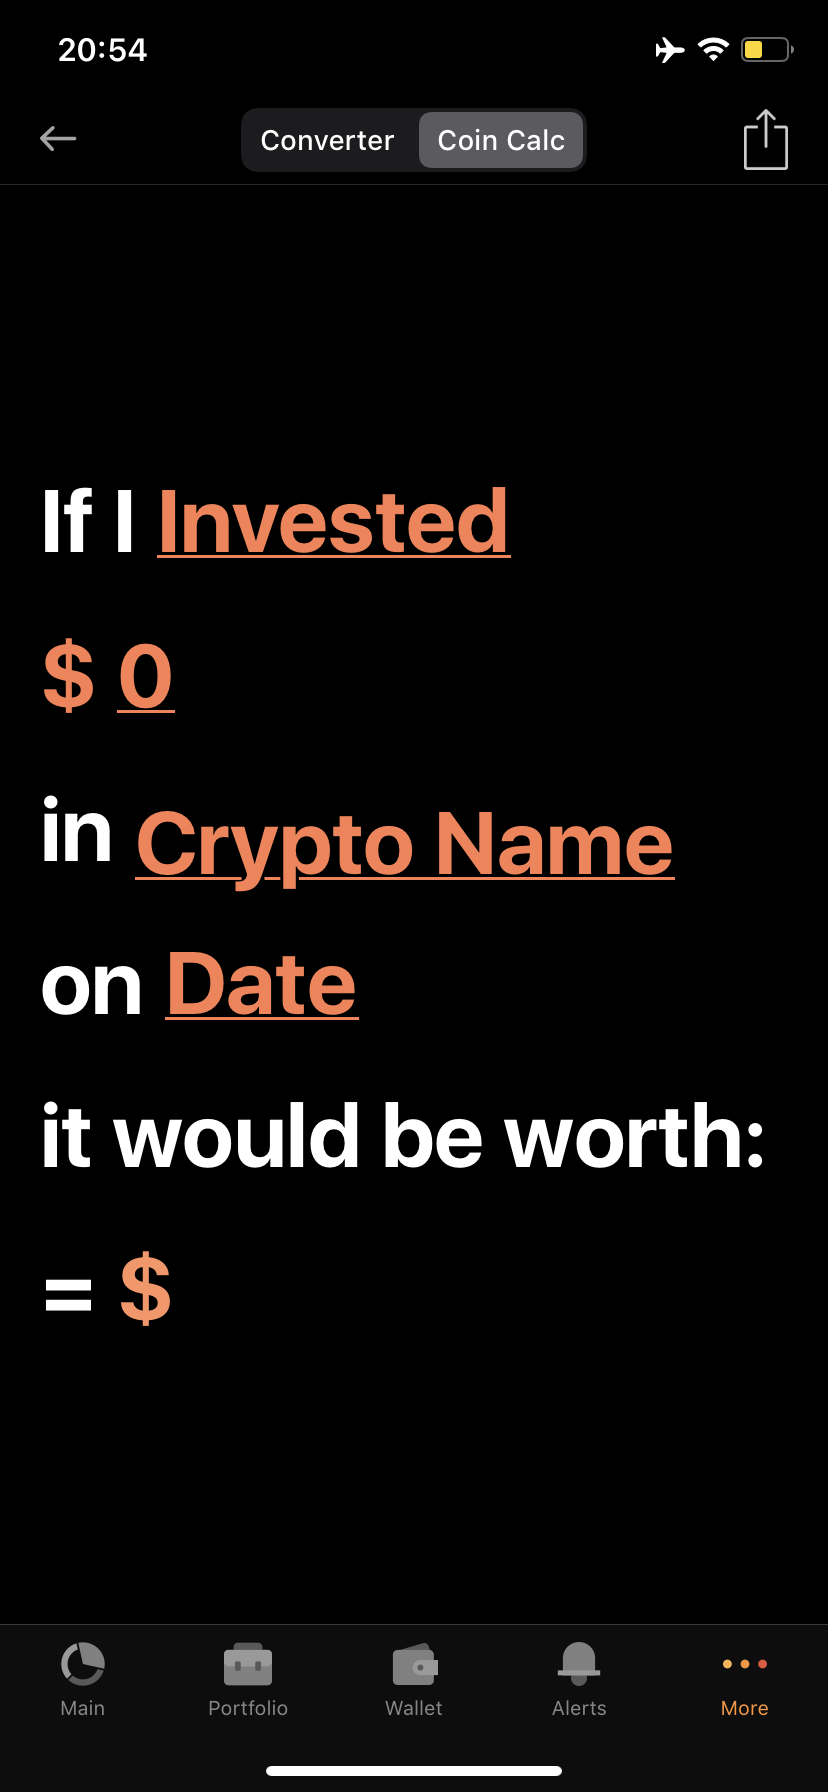 20:54
Converter Coin Calc
If I Invested
$ 0
in Crypto Name
on Date
it would be worth:
= $
Main Portfolio Wallet Alerts More